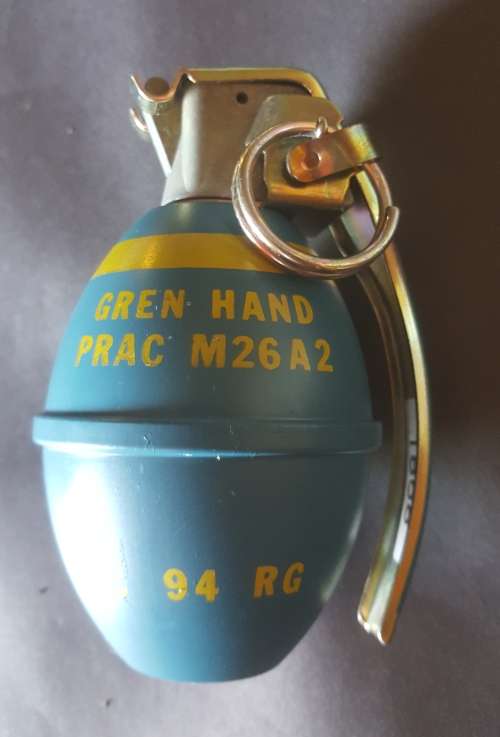 GREN HAND
PRAC M26A2
94 RG